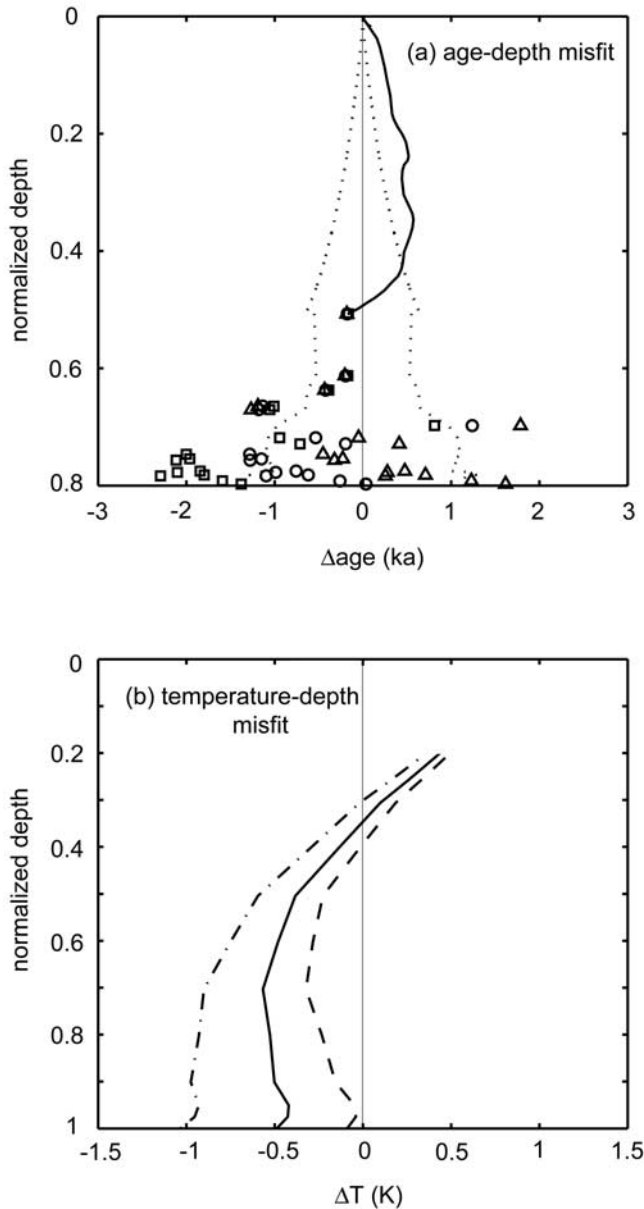 0
(a) age-depth misfit
0.2
normalized depth
0.4
0.6
0.8
-3 -2 -1 0 1 2 3
Δage (ka)
0
(b) temperature-depth
misfit
0.2
normalized depth
0.4
0.6
0.8
1
-1.5 -1 -0.5 0 0.5 1 1.5
ΔT (K)